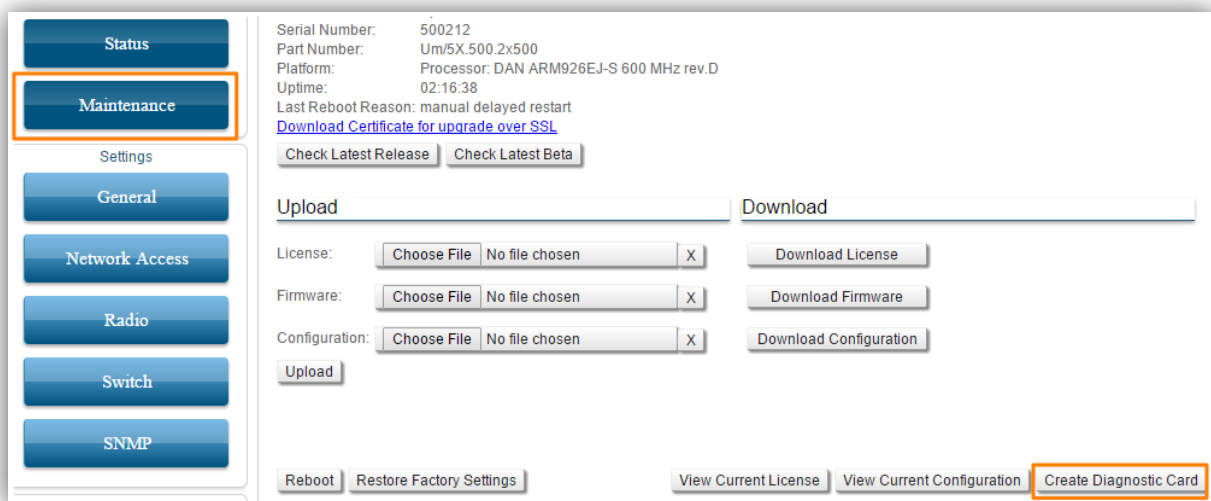 Status
Maintenance
Settings
General
Network Access
Radio
Switch
SNMP
Serial Number: 500212
Part Number: Um/5X.500.2x500
Platform: Processor: DAN ARM926EJ-S 600 MHz rev.D
Uptime: 02:16:38
Last Reboot Reason: manual delayed restart
Download Certificate for upgrade over SSL
Check Latest Release Check Latest Beta
Upload Download
License: Choose File No file chosen X Download License
Firmware: Choose File No file chosen X Download Firmware
Configuration: Choose File No file chosen X Download Configuration
Upload
Reboot Restore Factory Settings View Current License View Current Configuration Create Diagnostic Card